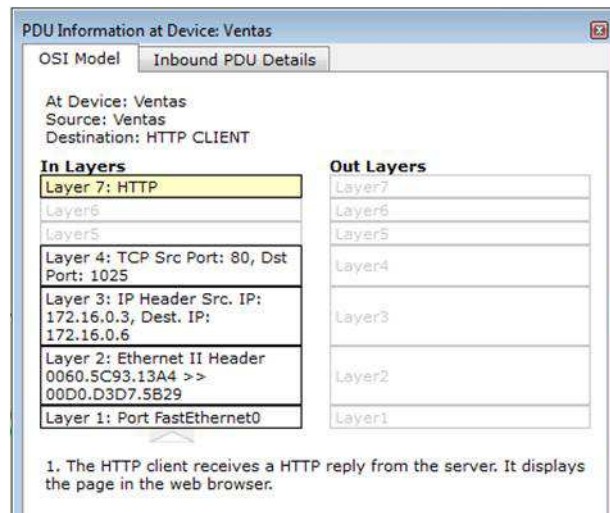 PDU Information at Device: Ventas
OSI Model
Inbound PDU Details
At Device: Ventas
Source: Ventas
Destination: HTTP CLIENT
In Layers
Out Layers
Layer 7: HTTP
Layer7
Layer6
Layer6
Layer5
Layer5
Layer 4: TCP Src Port: 80, Dst
Port: 1025
Layer4
Layer 3: IP Header Src. IP:
172.16.0.3, Dest. IP:
172.16.0.6
Layer3
Layer 2: Ethernet II Header
0060.5C93.13A4 >>
00D0.D3D7.5B29
Layer2
Layer 1: Port FastEthernet0
Layer1
1. The HTTP client receives a HTTP reply from the server. It displays
the page in the web browser.